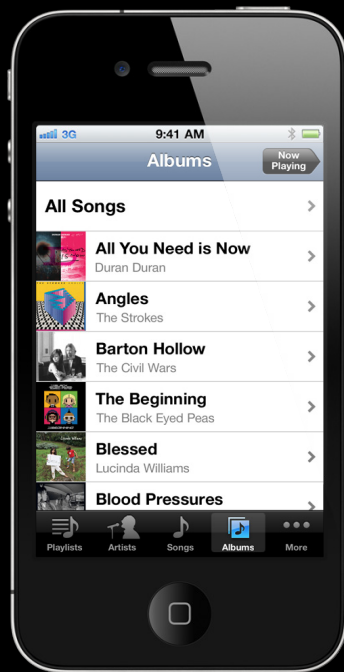 3G 9:41 AM
Albums
Now
Playing
All Songs
All You Need is Now
Duran Duran
Angles
The Strokes
Barton Hollow
The Civil Wars
The Beginning
The Black Eyed Peas
Blessed
Lucinda Williams
Blood Pressures
Playlists Artists Songs Albums More